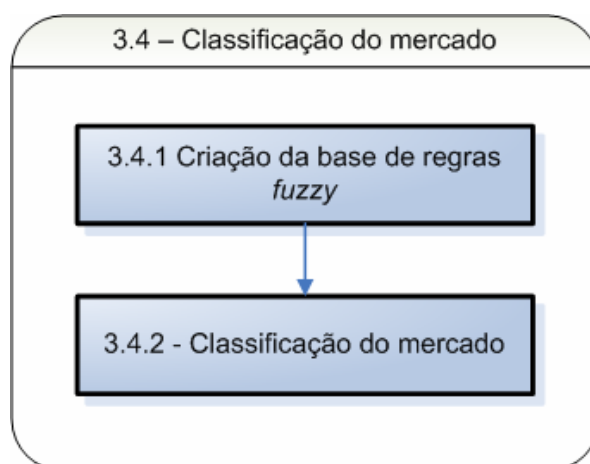 3.4 – Classificação do mercado
3.4.1 Criação da base de regras
fuzzy
3.4.2 - Classificação do mercado